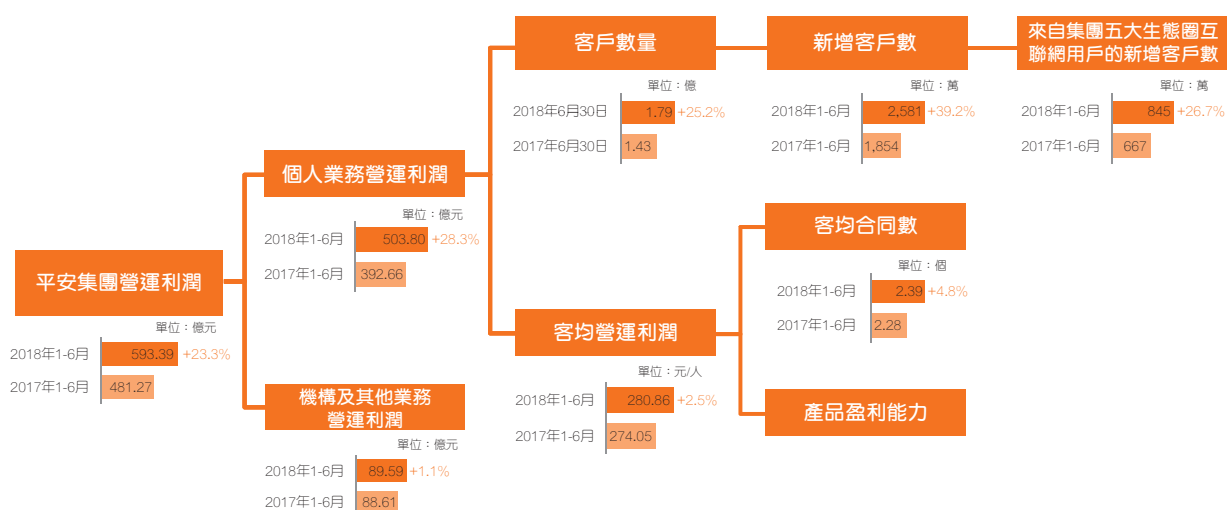 平安集團營運利潤
單位：億元
2018年1-6月 593.39 +23.3%
2017年1-6月 481.27
個人業務營運利潤
單位：億元
2018年1-6月 503.80 +28.3%
2017年1-6月 392.66
機構及其他業務
營運利潤
單位：億元
2018年1-6月 89.59 +1.1%
2017年1-6月 88.61
客戶數量
單位：億
2018年6月30日 1.79 +25.2%
2017年6月30日 1.43
新增客戶數
單位：萬
2018年1-6月 2,581 +39.2%
2017年1-6月 1,854
來自集團五大生態圈互
聯網用戶的新增客戶數
單位：萬
2018年1-6月 845 +26.7%
2017年1-6月 667
客均營運利潤
單位：元/人
2018年1-6月 280.86 +2.5%
2017年1-6月 274.05
客均合同數
單位：個
2018年1-6月 2.39 +4.8%
2017年1-6月 2.28
產品盈利能力